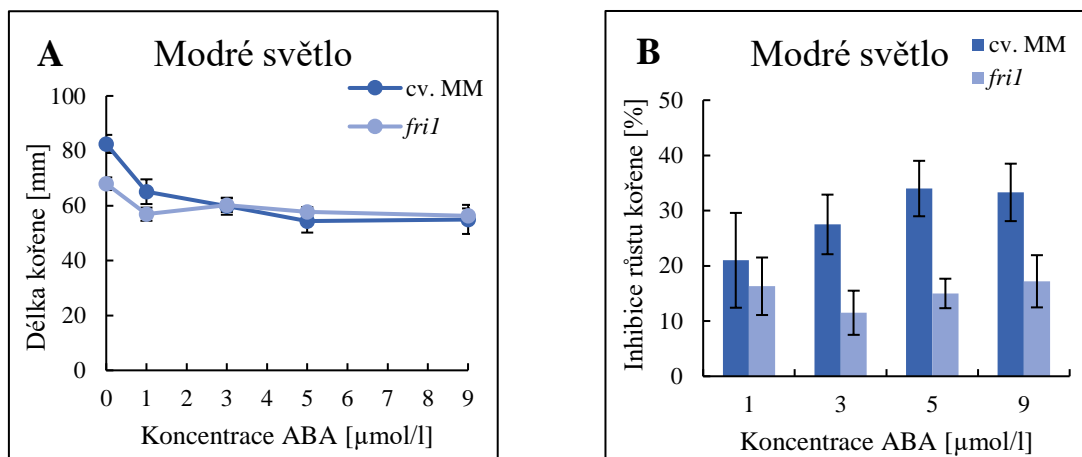 A
Modré světlo
cv. MM
fri1
Délka kořene [mm]
100
80
60
40
20
0
0 1 2 3 4 5 6 7 8 9
Koncentrace ABA [µmol/l]
B
Modré světlo
cv. MM
fri1
Inhibice růstu kořene [%]
50
40
30
20
10
0
1 3 5 9
Koncentrace ABA [µmol/l]